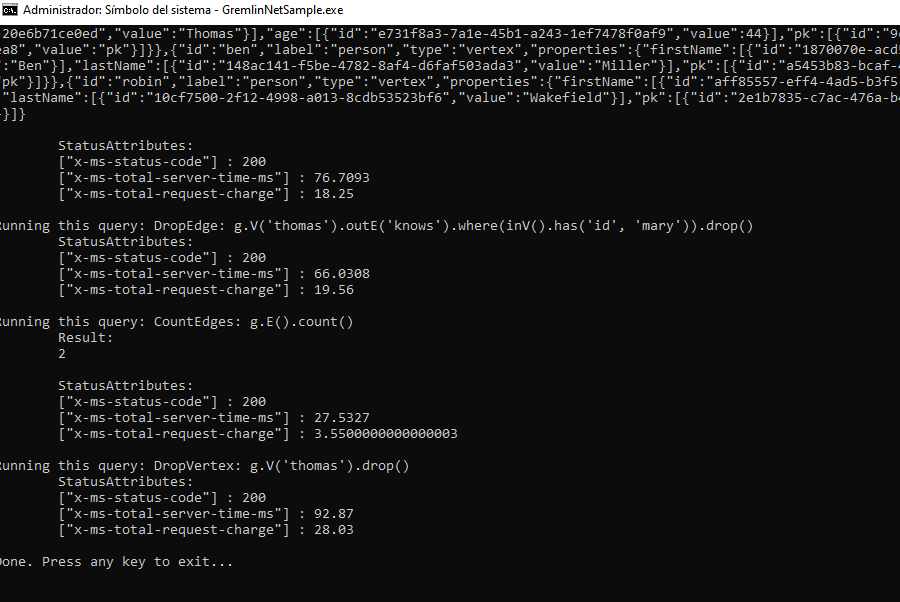 Administrador: Símbolo del sistema - GremlinNetSample.exe
20e6b71ce0ed","value":"Thomas"}],"age":[{"id":"e731f8a3-7a1e-45b1-a243-1ef7478f0af9","value":44}],"pk":[{"id":"9
ea8","value":"pk"}]}},{"id":"ben","label":"person","type":"vertex","properties":{"firstName":[{"id":"1870070e-acd
:"Ben"}],"lastName":[{"id":"148ac141-f5be-4782-8af4-d6faf503ada3","value":"Miller"}],"pk":[{"id":"a5453b83-bcaf-
"pk"}]}},{"id":"robin","label":"person","type":"vertex","properties":{"firstName":[{"id":"aff85557-eff4-4ad5-b3f5
"lastName":[{"id":"10cf7500-2f12-4998-a013-8cdb53523bf6","value":"Wakefield"}],"pk":[{"id":"2e1b7835-c7ac-476a-b
}]}
StatusAttributes:
["x-ms-status-code"] : 200
["x-ms-total-server-time-ms"] : 76.7093
["x-ms-total-request-charge"] : 18.25
unning this query: DropEdge: g.V('thomas').outE('knows').where(inV().has('id', 'mary')).drop()
StatusAttributes:
["x-ms-status-code"] : 200
["x-ms-total-server-time-ms"] : 66.0308
["x-ms-total-request-charge"] : 19.56
unning this query: CountEdges: g.E().count()
Result:
2
StatusAttributes:
["x-ms-status-code"] : 200
["x-ms-total-server-time-ms"] : 27.5327
["x-ms-total-request-charge"] : 3.5500000000000003
unning this query: DropVertex: g.V('thomas').drop()
StatusAttributes:
["x-ms-status-code"] : 200
["x-ms-total-server-time-ms"] : 92.87
["x-ms-total-request-charge"] : 28.03
one. Press any key to exit...